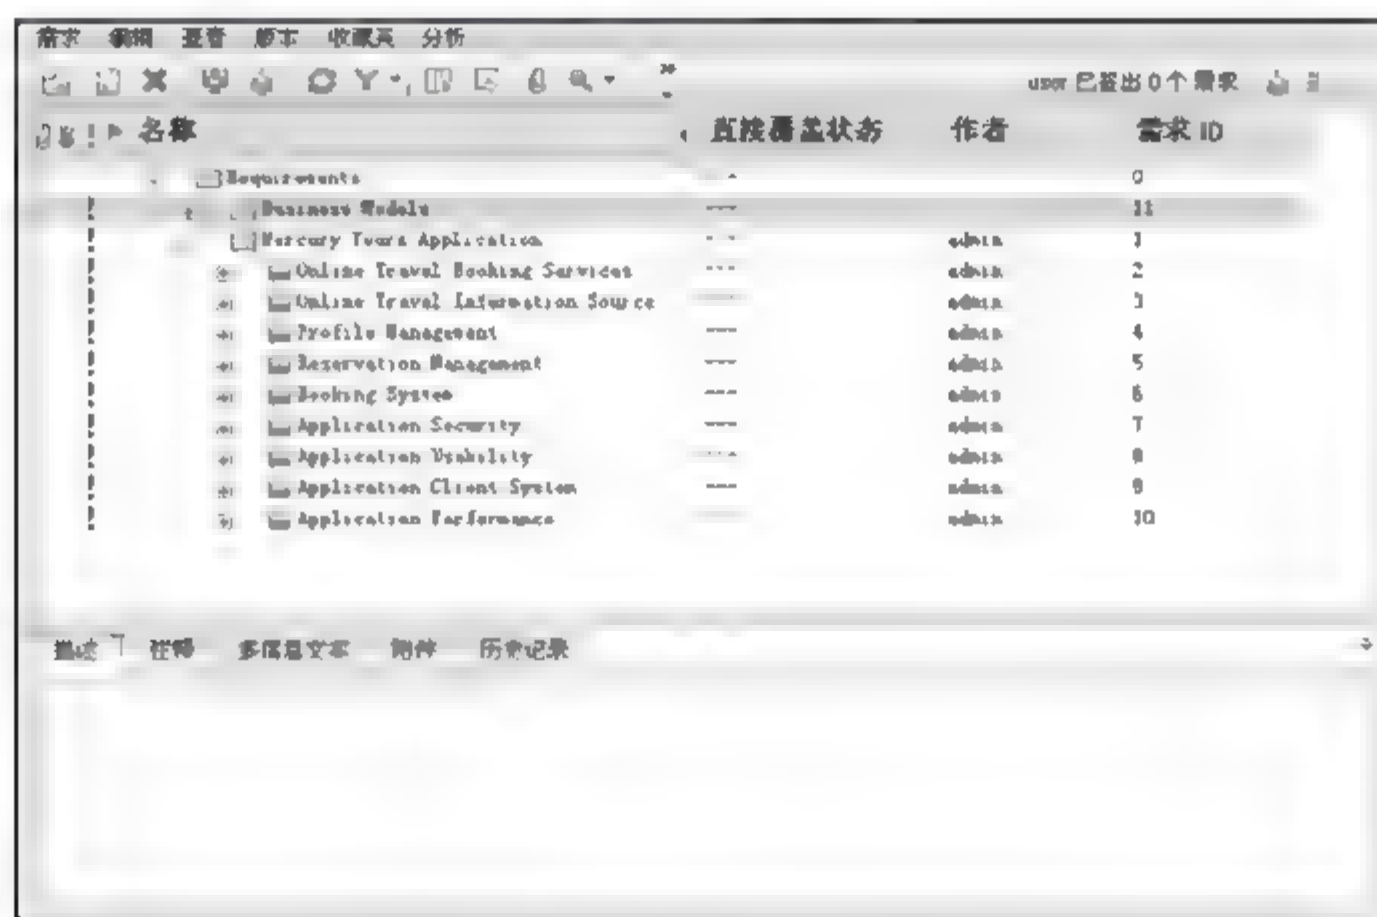 需求 编辑 查看 版本 收藏夹 分析
user 已签出 0 个 需求
名称 直接覆盖状态 作者 需求 ID
Requirements --- 0
Business Models --- 11
Mercury Tours Application --- admin 1
Online Travel Booking Services --- admin 2
Online Travel Information Source --- admin 3
Profile Management --- admin 4
Reservation Management --- admin 5
Booking System --- admin 6
Application Security --- admin 7
Application Usability --- admin 8
Application Client System --- admin 9
Application Performance --- admin 10
描述 注释 多信息文本 附件 历史记录